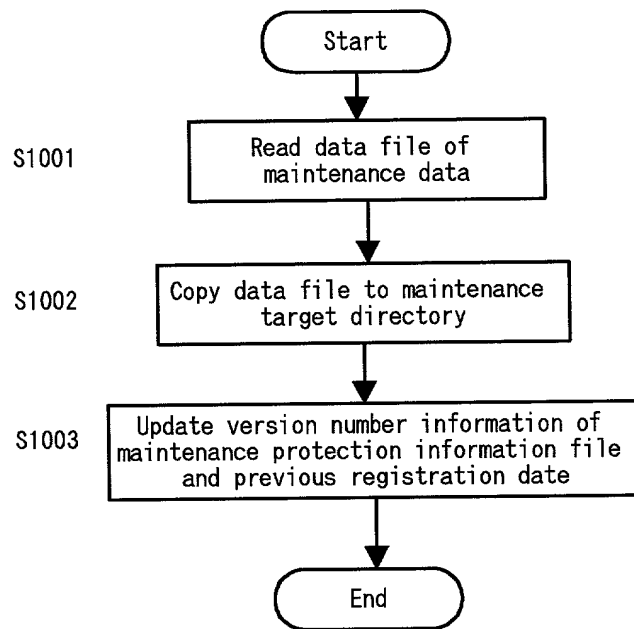 Start
S1001
Read data file of
maintenance data
S1002
Copy data file to maintenance
target directory
S1003
Update version number information of
maintenance protection information file
and previous registration date
End